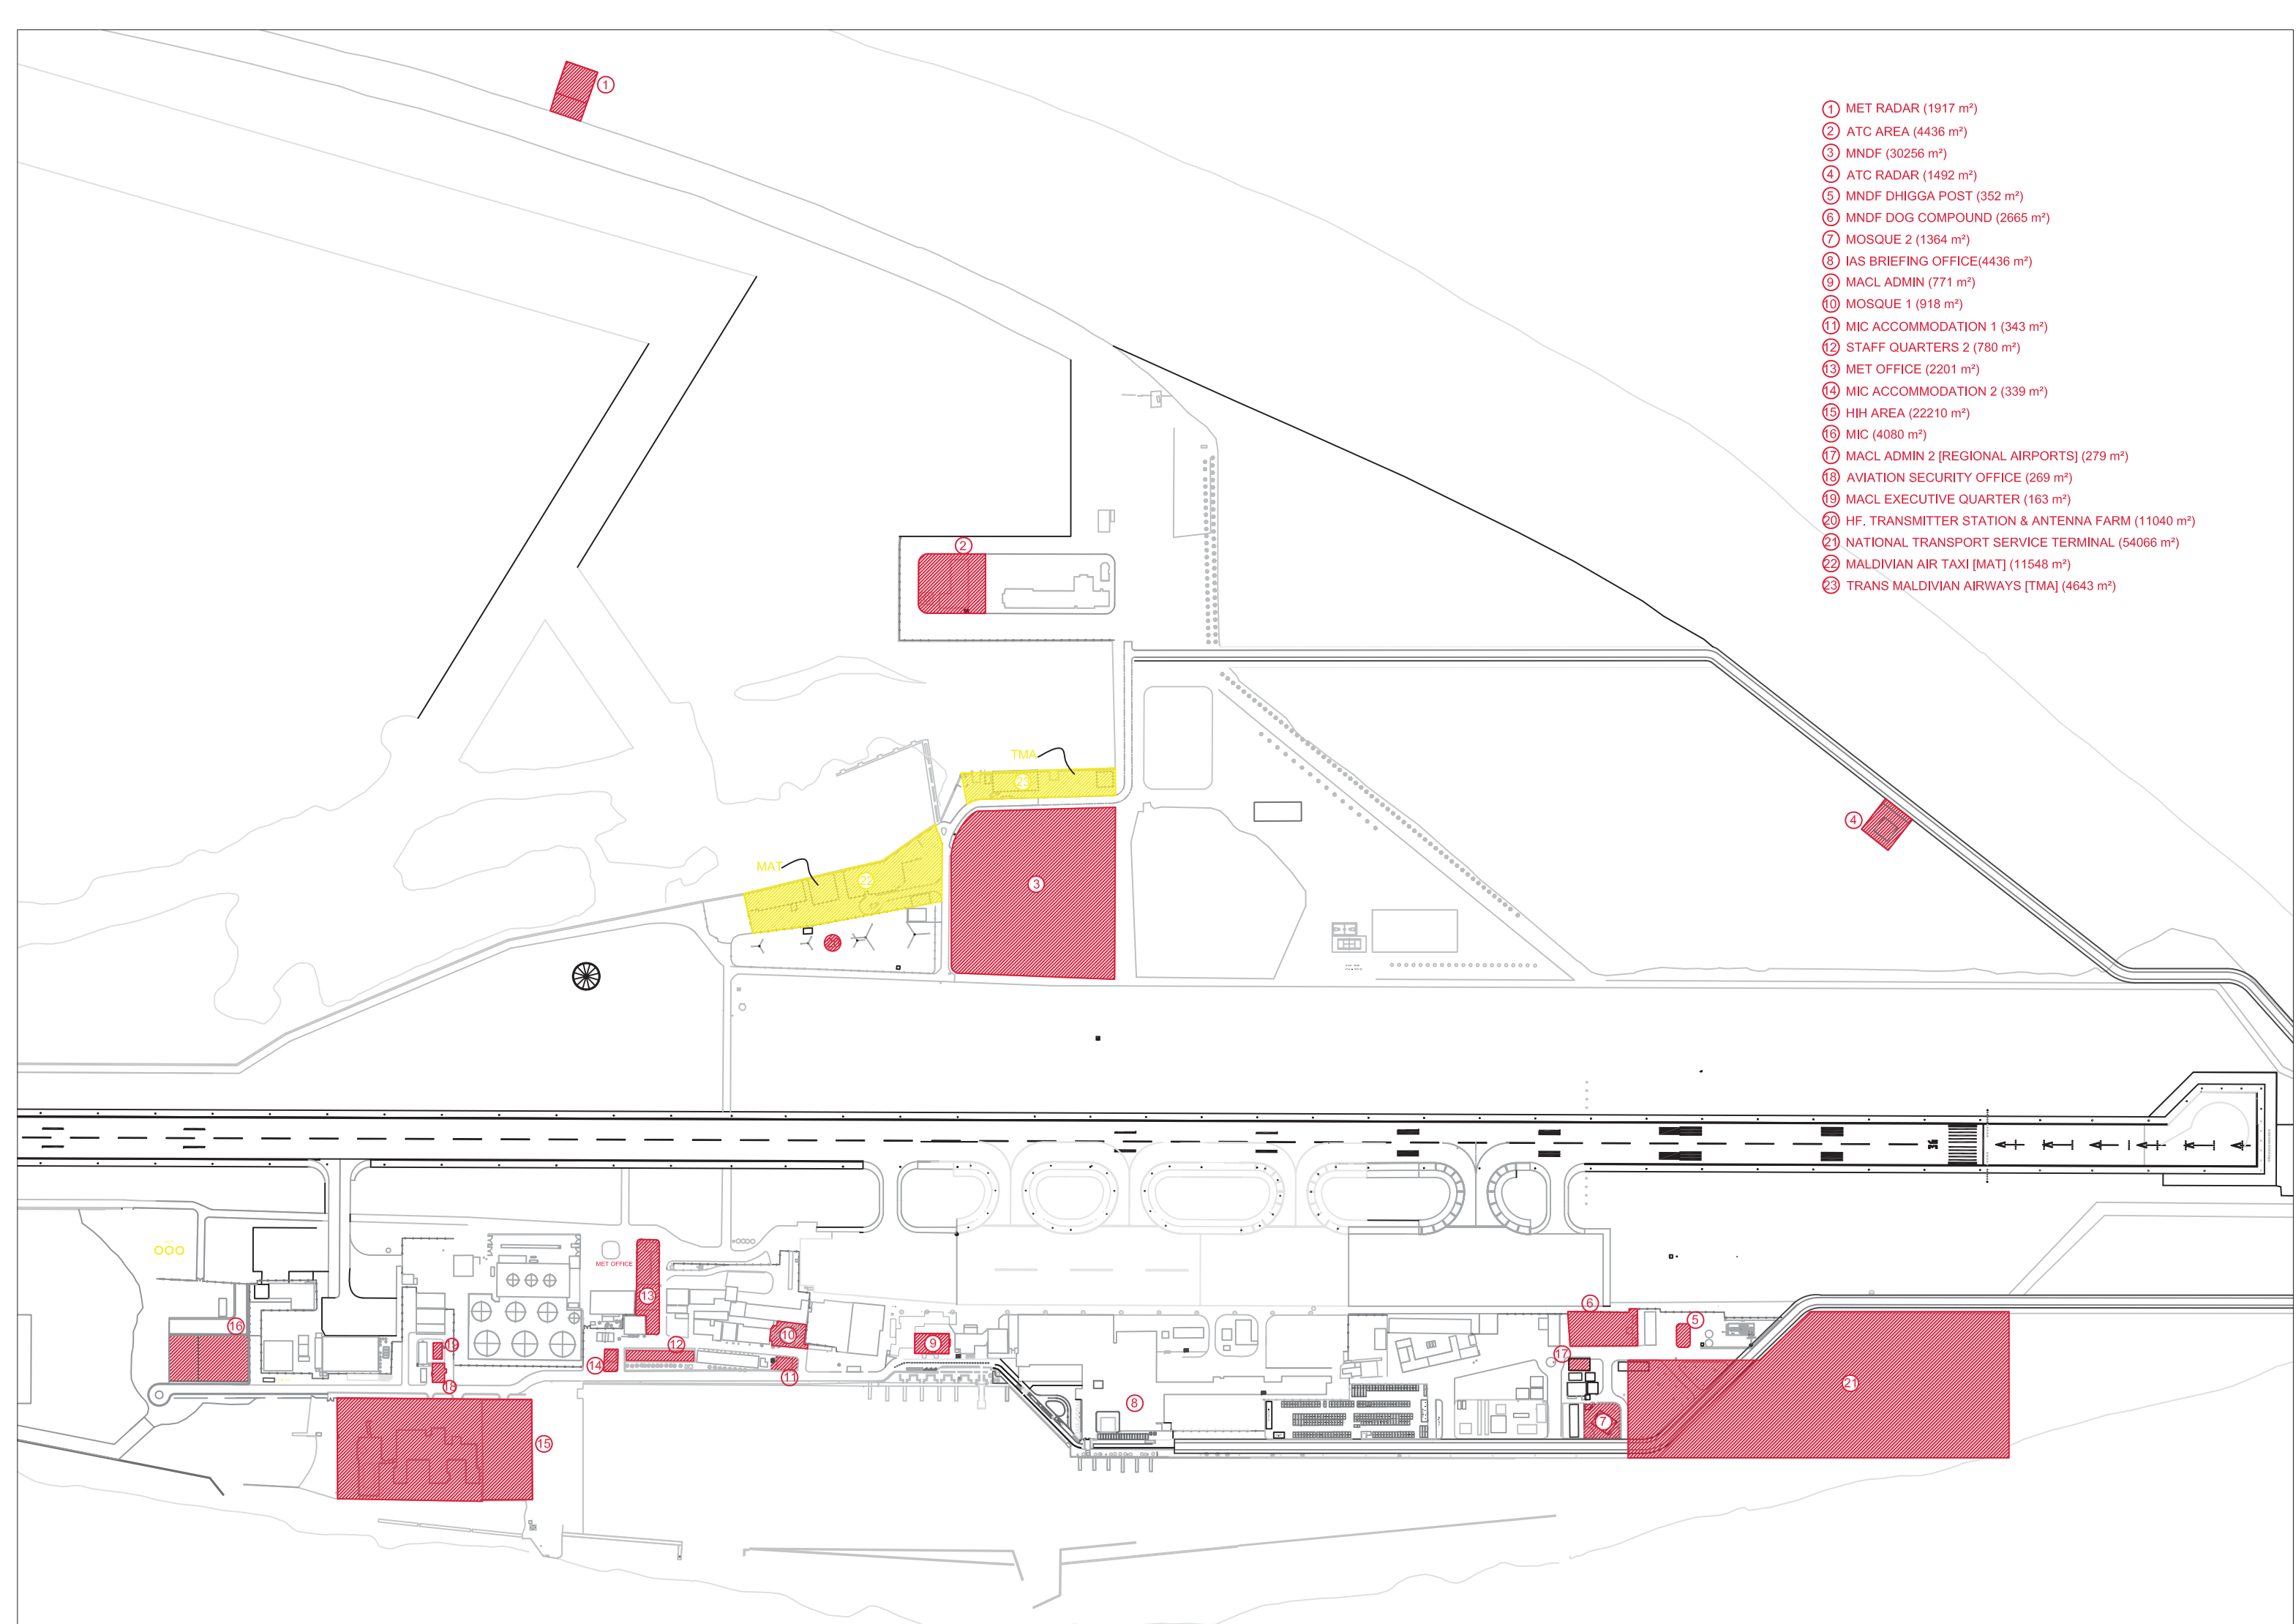 ① MET RADAR (1917 m²)
② ATC AREA (4436 m²)
③ MNDF (30256 m²)
④ ATC RADAR (1492 m²)
⑤ MNDF DHIGGA POST (352 m²)
⑥ MNDF DOG COMPOUND (2665 m²)
⑦ MOSQUE 2 (1364 m²)
⑧ IAS BRIEFING OFFICE(4436 m²)
⑨ MACL ADMIN (771 m²)
⑩ MOSQUE 1 (918 m²)
⑪ MIC ACCOMMODATION 1 (343 m²)
⑫ STAFF QUARTERS 2 (780 m²)
⑬ MET OFFICE (2201 m²)
⑭ MIC ACCOMMODATION 2 (339 m²)
⑮ HIH AREA (22210 m²)
⑯ MIC (4080 m²)
⑰ MACL ADMIN 2 [REGIONAL AIRPORTS] (279 m²)
⑱ AVIATION SECURITY OFFICE (269 m²)
⑲ MACL EXECUTIVE QUARTER (163 m²)
⑳ HF. TRANSMITTER STATION & ANTENNA FARM (11040 m²)
㉑ NATIONAL TRANSPORT SERVICE TERMINAL (54066 m²)
㉒ MALDIVIAN AIR TAXI [MAT] (11548 m²)
㉓ TRANS MALDIVIAN AIRWAYS [TMA] (4643 m²)
1
2
TMA
23
4
MAT
22
3
20
36
MET OFFICE
13
6
5
16
10
19
12
9
17
14
11
21
18
8
7
15